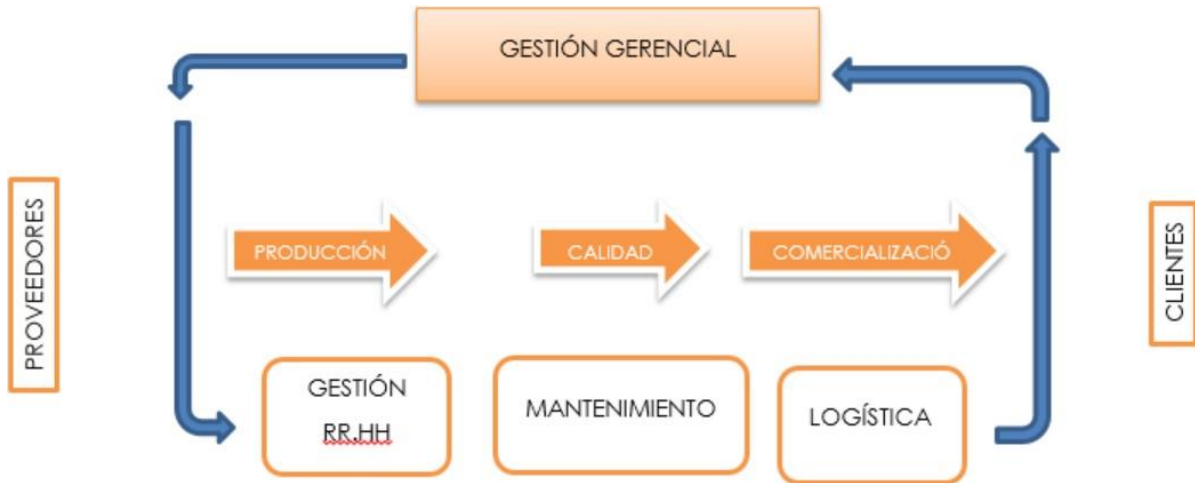 GESTIÓN GERENCIAL
PROVEEDORES
PRODUCCIÓN
CALIDAD
COMERCIALIZACIÓ
CLIENTES
GESTIÓN
RR.HH
MANTENIMIENTO
LOGÍSTICA